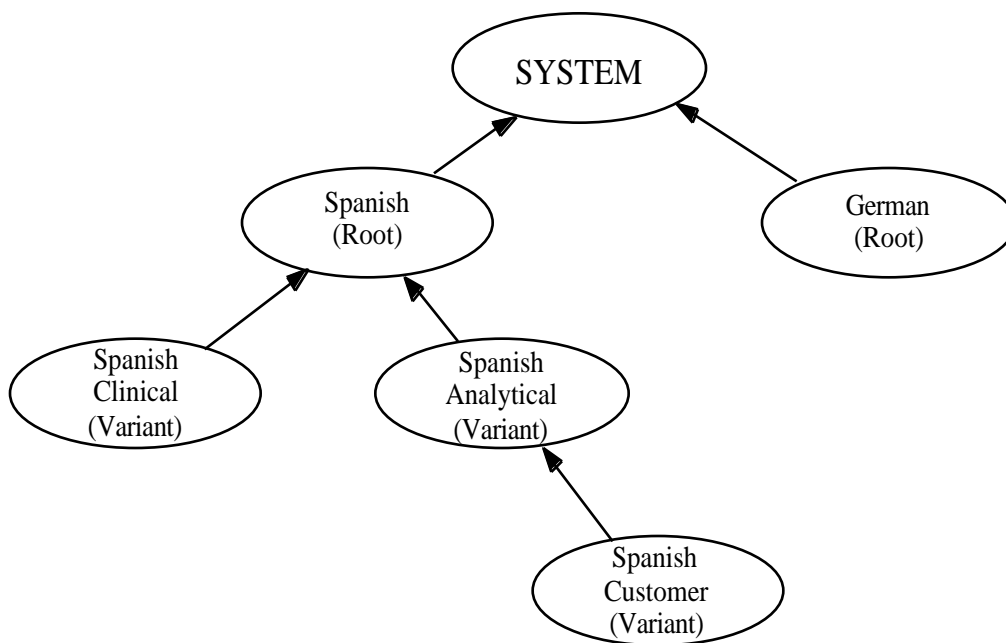 SYSTEM
Spanish
(Root)
German
(Root)
Spanish
Clinical
(Variant)
Spanish
Analytical
(Variant)
Spanish
Customer
(Variant)